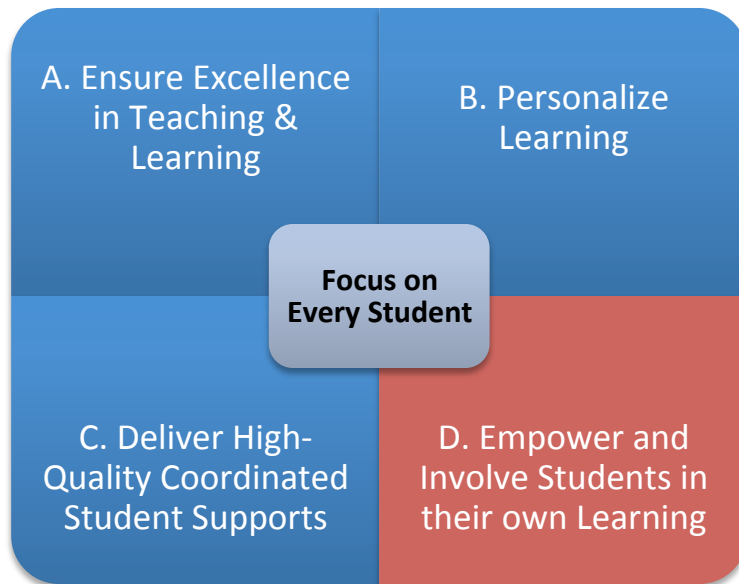 A. Ensure Excellence
in Teaching &
Learning
B. Personalize
Learning
Focus on
Every Student
C. Deliver High-
Quality Coordinated
Student Supports
D. Empower and
Involve Students in
their own Learning